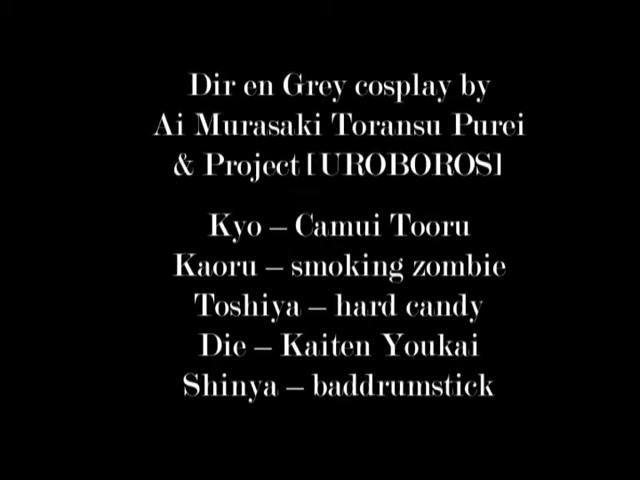 Dir en Grey cosplay by
Ai Murasaki Toransu Purei
& Project [UROBOROS]
Kyo – Camui Tooru
Kaoru – smoking zombie
Toshiya – hard candy
Die – Kaiten Youkai
Shinya – baddrumstick